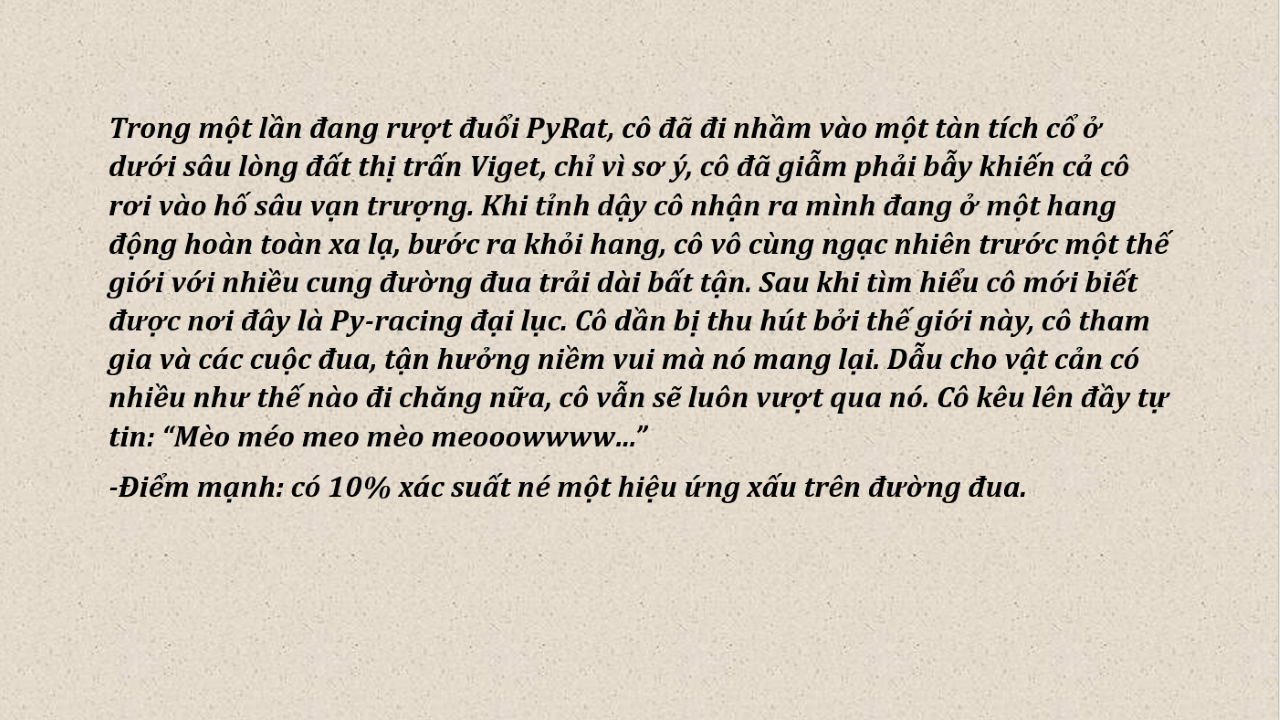 Trong một lần đang rượt đuổi PyRat, cô đã đi nhầm vào một tàn tích cổ ở
dưới sâu lòng đất thị trấn Viget, chỉ vì sơ ý, cô đã giẫm phải bẫy khiến cả cô
rơi vào hố sâu vạn trượng. Khi tỉnh dậy cô nhận ra mình đang ở một hang
động hoàn toàn xa lạ, bước ra khỏi hang, cô vô cùng ngạc nhiên trước một thế
giới với nhiều cung đường đua trải dài bất tận. Sau khi tìm hiểu cô mới biết
được nơi đây là Py-racing đại lục. Cô dần bị thu hút bởi thế giới này, cô tham
gia và các cuộc đua, tận hưởng niềm vui mà nó mang lại. Dẫu cho vật cản có
nhiều như thế nào đi chăng nữa, cô vẫn sẽ luôn vượt qua nó. Cô kêu lên đầy tự
tin: “Mèo méo meo mèo meooowwww…”
-Điểm mạnh: có 10% xác suất né một hiệu ứng xấu trên đường đua.